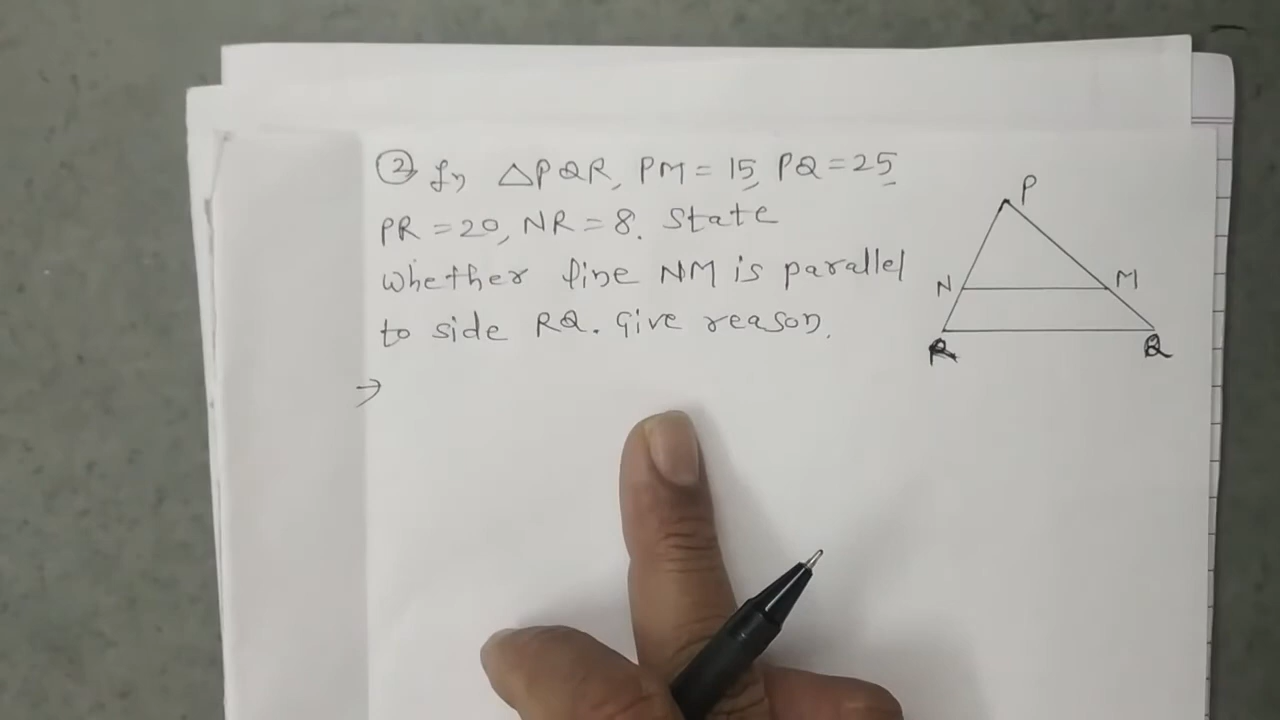 ② In △PQR, PM = 15, PQ = 25
PR = 20, NR = 8. State
whether line NM is parallel
to side RQ. Give reason.
→
P
N
M
R
Q